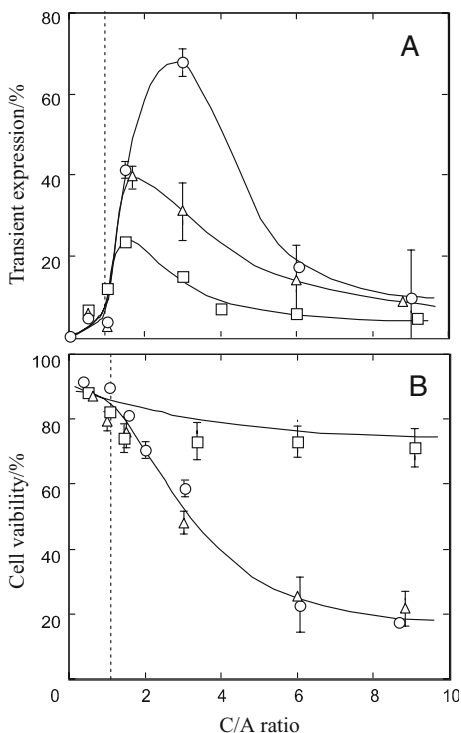 80
A
60
Transient expression/%
40
20
100
B
80
Cell vaibility/%
60
40
20
0 2 4 6 8 10
C/A ratio